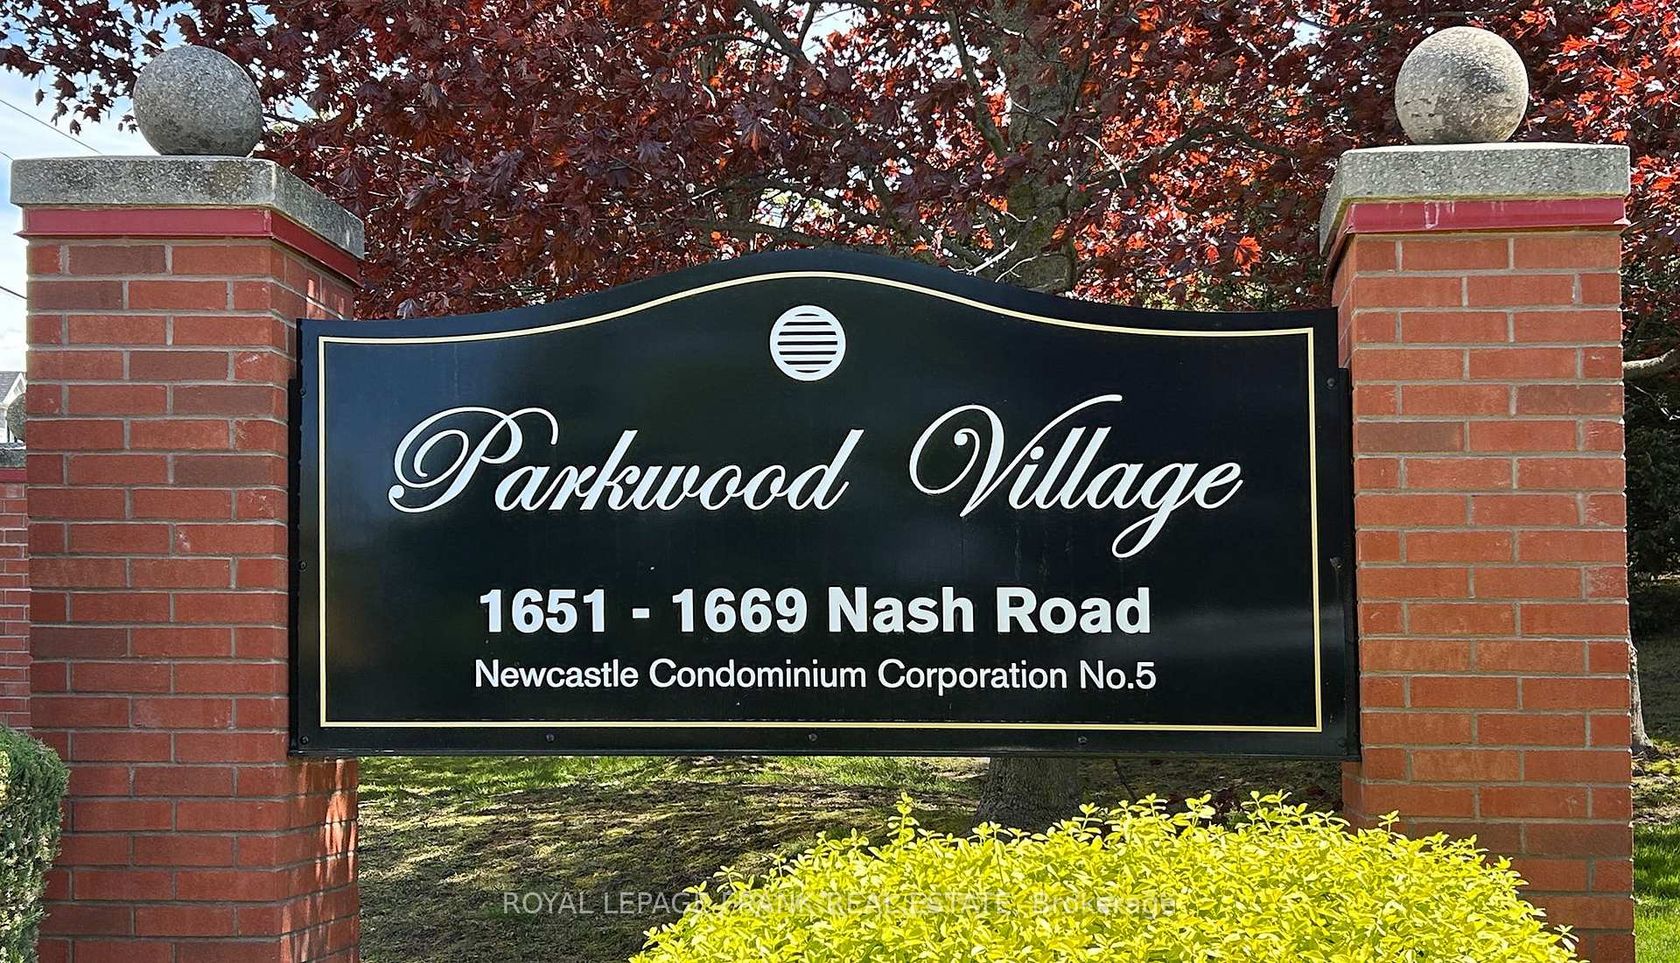 Parkwood Village
1651 - 1669 Nash Road
Newcastle Condominium Corporation No.5
ROYAL LEPAGE FRANK REAL ESTATE, Brokerage